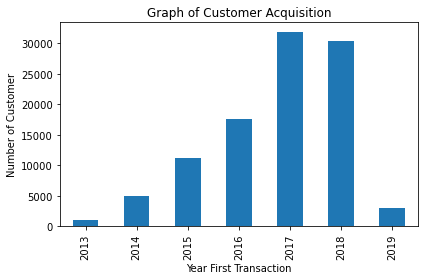 Graph of Customer Acquisition
Number of Customer
30000
25000
20000
15000
10000
5000
0
2013 2014 2015 2016 2017 2018 2019
Year First Transaction